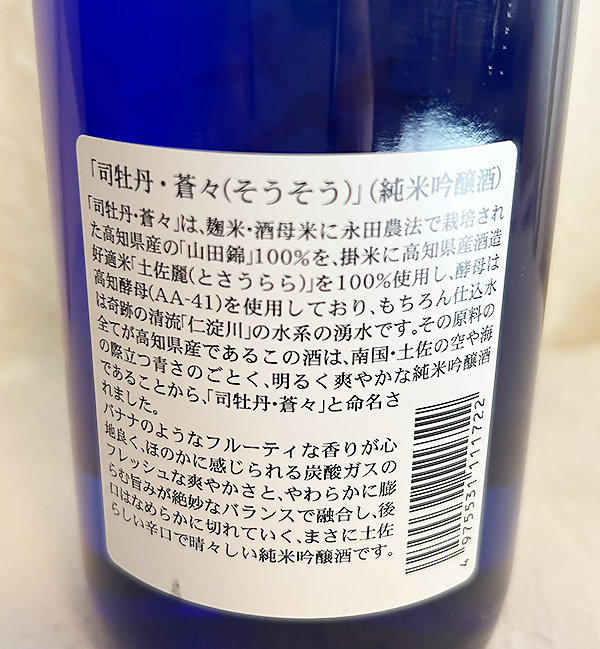 「司牡丹・蒼々(そうそう)」(純米吟醸酒)
「司牡丹・蒼々」は、麹米・酒母米に永田農法で栽培され
た高知県産の「山田錦」100%を、掛米に高知県産酒造
好適米「土佐麗(とさうらら)」を100%使用し、酵母は
高知酵母(AA-41)を使用しており、もちろん仕込水
は奇跡の清流「仁淀川」の水系の湧水です。その原料の
全てが高知県産であるこの酒は、南国・土佐の空や海
の際立つ青さのごとく、明るく爽やかな純米吟醸酒
であることから、「司牡丹・蒼々」と命名さ
れました。
バナナのようなフルーティな香りが心
地良く、ほのかに感じられる炭酸ガスの
フレッシュな爽やかさと、やわらかに膨
らむ旨みが絶妙なバランスで融合し、後
口はなめらかに切れていく、まさに土佐
らしい辛口で晴々しい純米吟醸酒です。
4 975531 111722